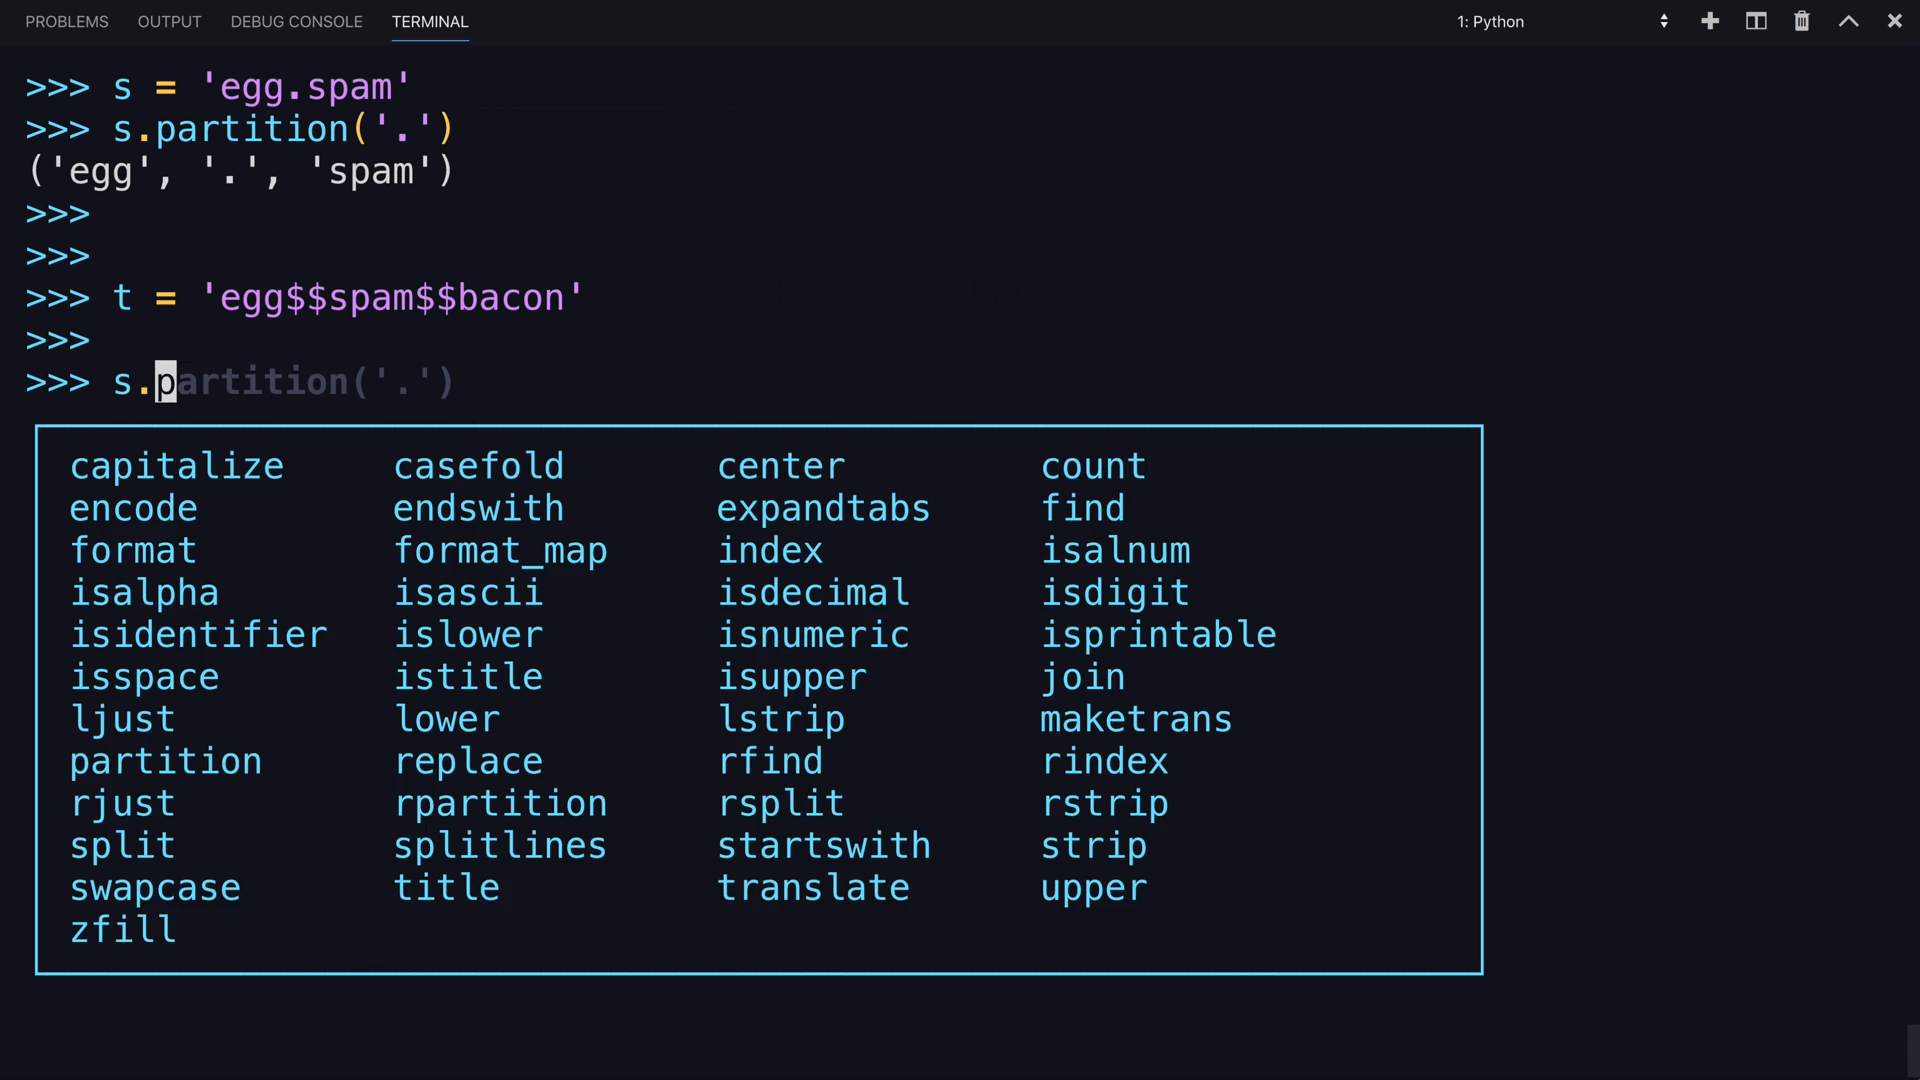 PROBLEMS OUTPUT DEBUG CONSOLE TERMINAL 1: Python
>>> s = 'egg.spam'
>>> s.partition('.')
('egg', '.', 'spam')
>>>
>>>
>>> t = 'egg$$spam$$bacon'
>>>
>>> s.partition('.')
capitalize casefold center count
encode endswith expandtabs find
format format_map index isalnum
isalpha isascii isdecimal isdigit
isidentifier islower isnumeric isprintable
isspace istitle isupper join
ljust lower lstrip maketrans
partition replace rfind rindex
rjust rpartition rsplit rstrip
split splitlines startswith strip
swapcase title translate upper
zfill